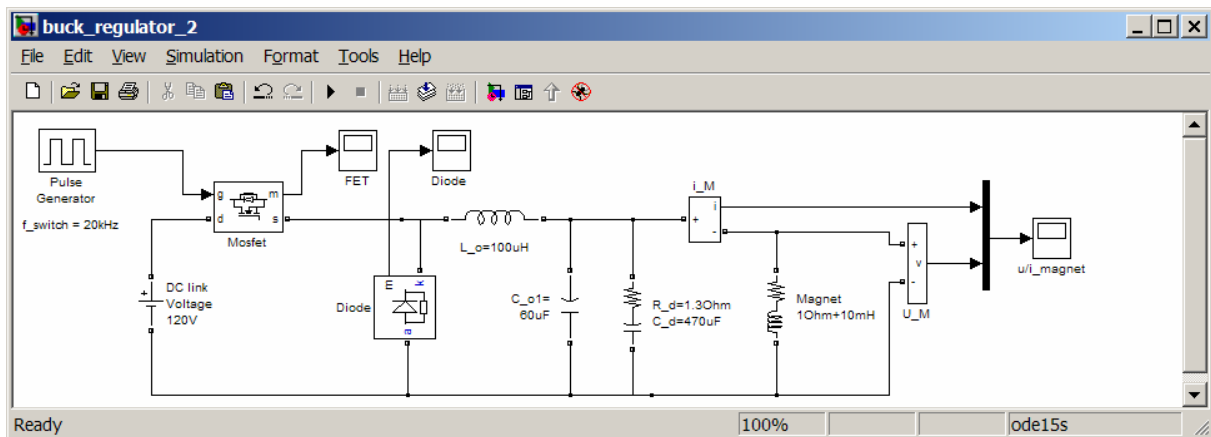 buck_regulator_2
File Edit View Simulation Format Tools Help
Pulse
Generator
f_switch = 20kHz
g
m
d
s
Mosfet
FET
Diode
i_M
L_o=100uH
+
i
-
DC link
Voltage
120V
+
Diode
m
k
a
C_o1=
60uF
R_d=1.3Ohm
C_d=470uF
Magnet
1Ohm+10mH
+
v
-
U_M
u/i_magnet
Ready
100%
ode15s